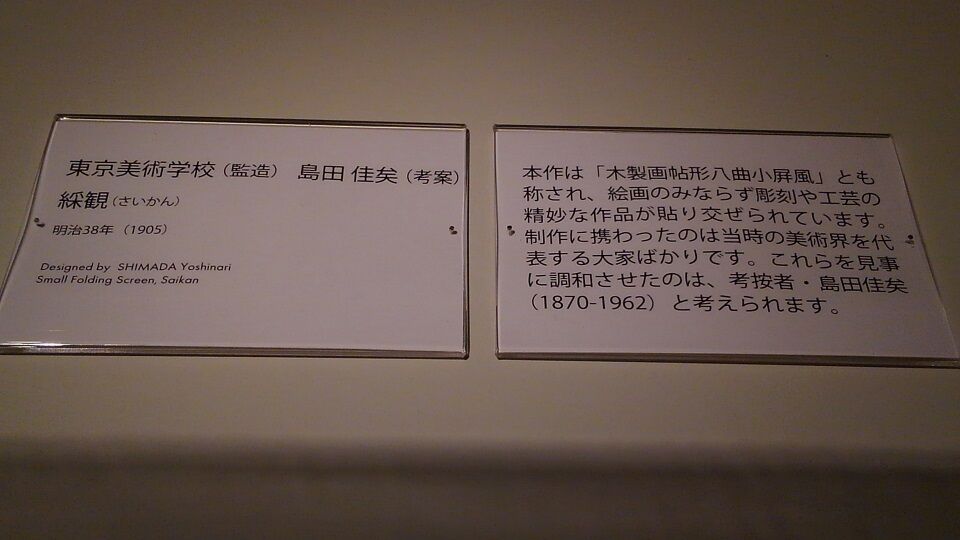 東京美術学校（監造） 島田 佳矣（考案）
綵観（さいかん）
明治38年（1905）
Designed by SHIMADA Yoshinari
Small Folding Screen, Saikan
本作は「木製画帖形八曲小屏風」とも
称され、絵画のみならず彫刻や工芸の
精妙な作品が貼り交ぜられています。
制作に携わったのは当時の美術界を代
表する大家ばかりです。これらを見事
に調和させたのは、考按者・島田佳矣
（1870-1962）と考えられます。